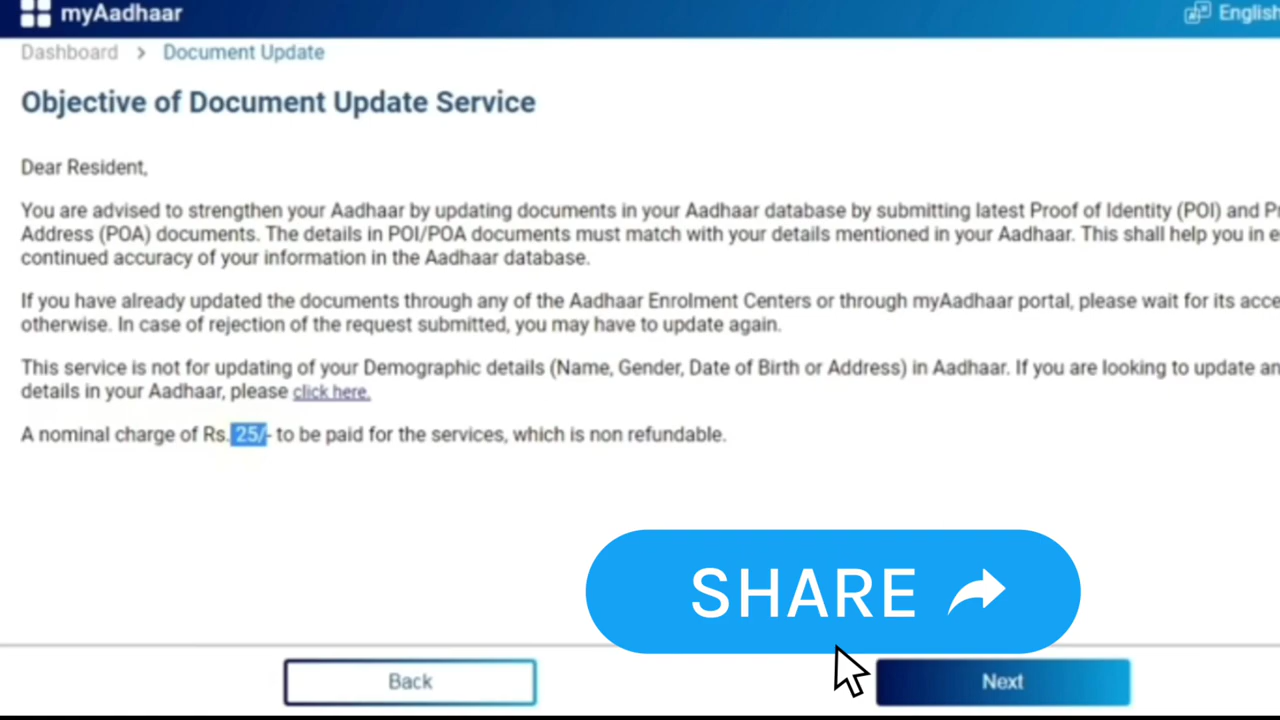 myAadhaar
English
Dashboard > Document Update
Objective of Document Update Service
Dear Resident,
You are advised to strengthen your Aadhaar by updating documents in your Aadhaar database by submitting latest Proof of Identity (POI) and
Address (POA) documents. The details in POI/POA documents must match with your details mentioned in your Aadhaar. This shall help you in
continued accuracy of your information in the Aadhaar database.
If you have already updated the documents through any of the Aadhaar Enrolment Centers or through myAadhaar portal, please wait for its
otherwise. In case of rejection of the request submitted, you may have to update again.
This service is not for updating of your Demographic details (Name, Gender, Date of Birth or Address) in Aadhaar. If you are looking to update
details in your Aadhaar, please click here.
A nominal charge of Rs. 25/- to be paid for the services, which is non refundable.
SHARE
Back
Next